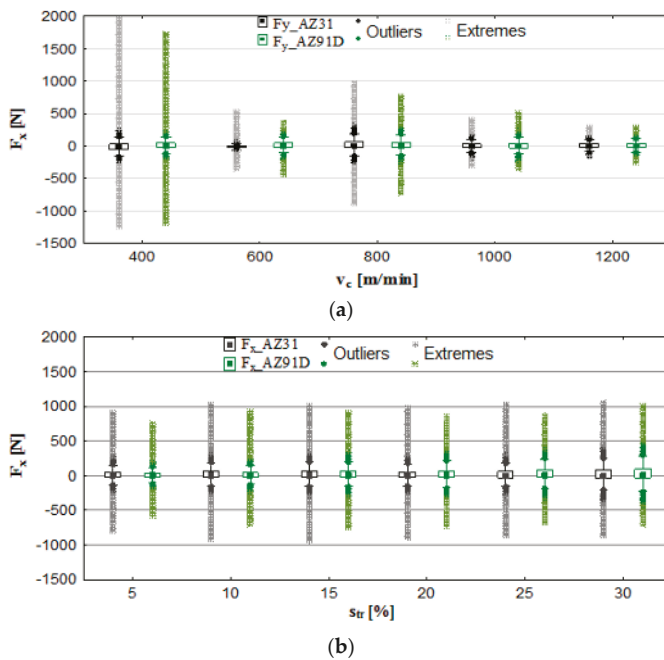 (a)
2000
1500
1000
500
0
-500
-1000
-1500
Fx [N]
Fy_AZ31 Outliers Extremes
Fy_AZ91D
400 600 800 1000 1200
vc [m/min]
(a)
2000
1500
1000
500
0
-500
-1000
-1500
Fx [N]
Fx_AZ31 Outliers Extremes
Fx_AZ91D
5 10 15 20 25 30
str [%]
(b)